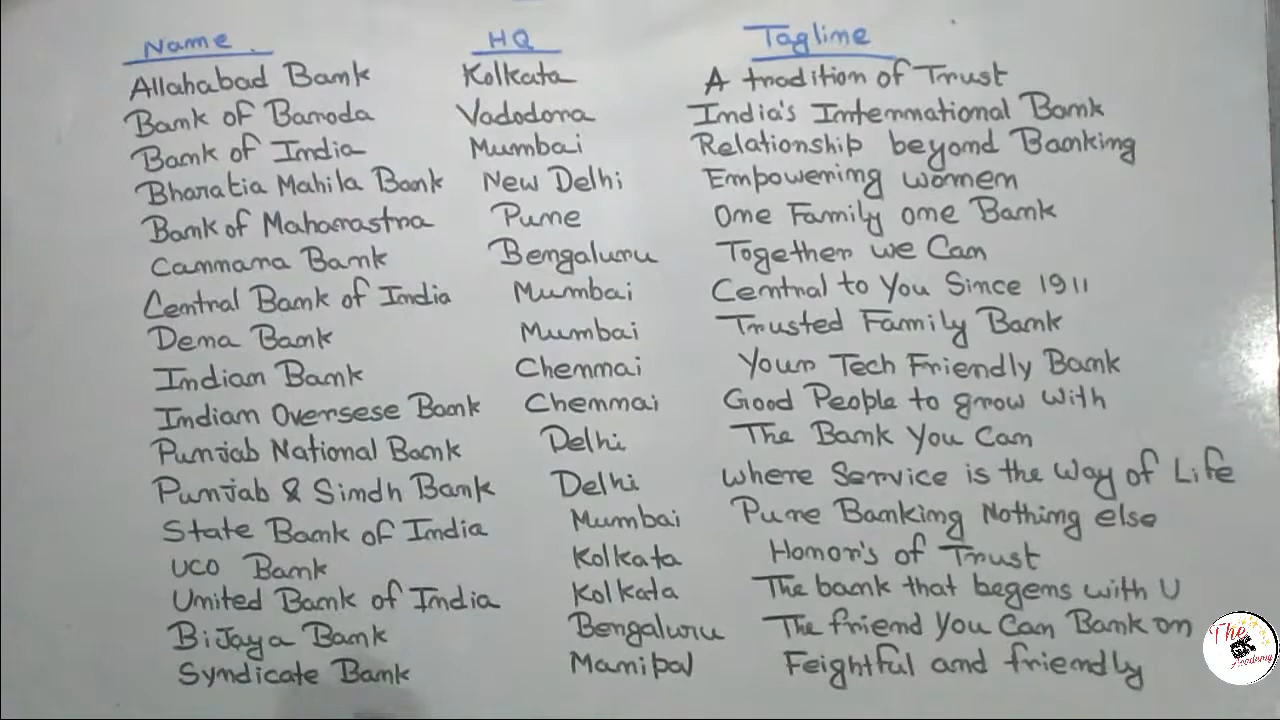 Name HQ Tagline
Allahabad Bank Kolkata A tradition of Trust
Bank of Baroda Vadodora India's International Bank
Bank of India Mumbai Relationship beyond Banking
Bharatia Mahila Bank New Delhi Empowering women
Bank of Maharastra Pune One Family one Bank
Cannara Bank Bengaluru Together we Can
Central Bank of India Mumbai Central to You Since 1911
Dena Bank Mumbai Trusted Family Bank
Indian Bank Chennai Your Tech Friendly Bank
Indian Oversese Bank Chennai Good People to grow with
Punjab National Bank Delhi The Bank You Can
Punjab & Sindh Bank Delhi where Service is the Way of Life
State Bank of India Mumbai Pure Banking Nothing else
UCO Bank Kolkata Honor's of Trust
United Bank of India Kolkata The bank that begens with U
Bijaya Bank Bengaluru The friend You Can Bank on
Syndicate Bank Manipal Feightful and friendly
The
GK
Academy